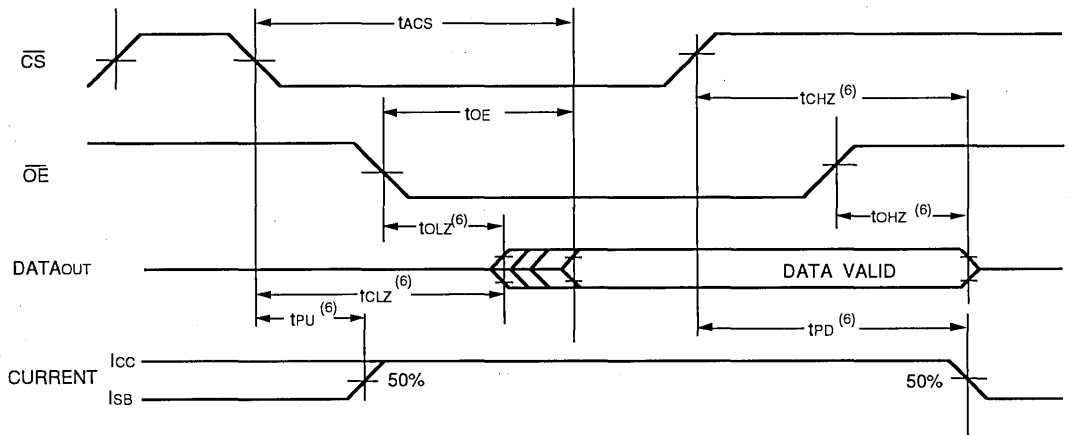 tACS
CS
tCHZ (6)
tOE
OE
tOHZ (6)
tOLZ(6)
DATAOUT
DATA VALID
tCLZ (6)
tPU (6)
tPD (6)
ICC
CURRENT
50%
50%
ISB